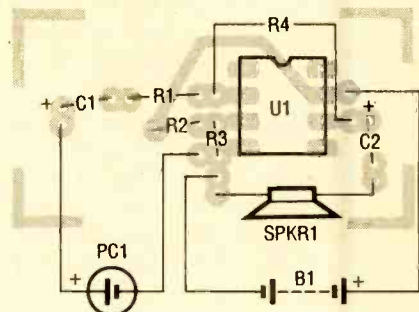 R4
+ C1 R1
U1
+
R2
R3
C2
SPKR1
PC1
+
B1
+